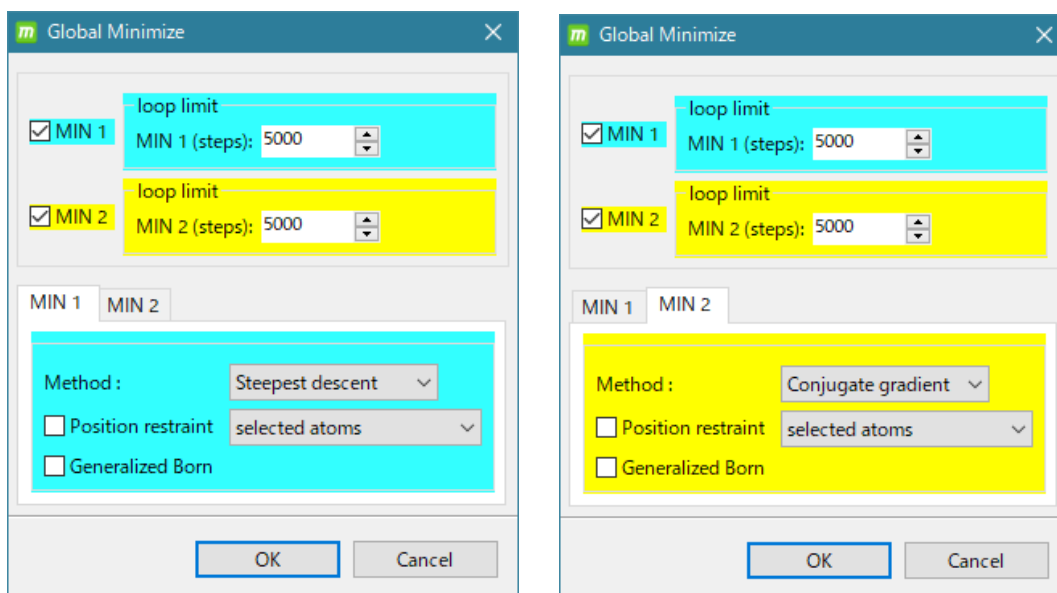 m Global Minimize
loop limit
MIN 1
MIN 1 (steps): 5000
loop limit
MIN 2
MIN 2 (steps): 5000
MIN 1 MIN 2
Method : Steepest descent
Position restraint selected atoms
Generalized Born
OK Cancel
m Global Minimize
loop limit
MIN 1
MIN 1 (steps): 5000
loop limit
MIN 2
MIN 2 (steps): 5000
MIN 1 MIN 2
Method : Conjugate gradient
Position restraint selected atoms
Generalized Born
OK Cancel